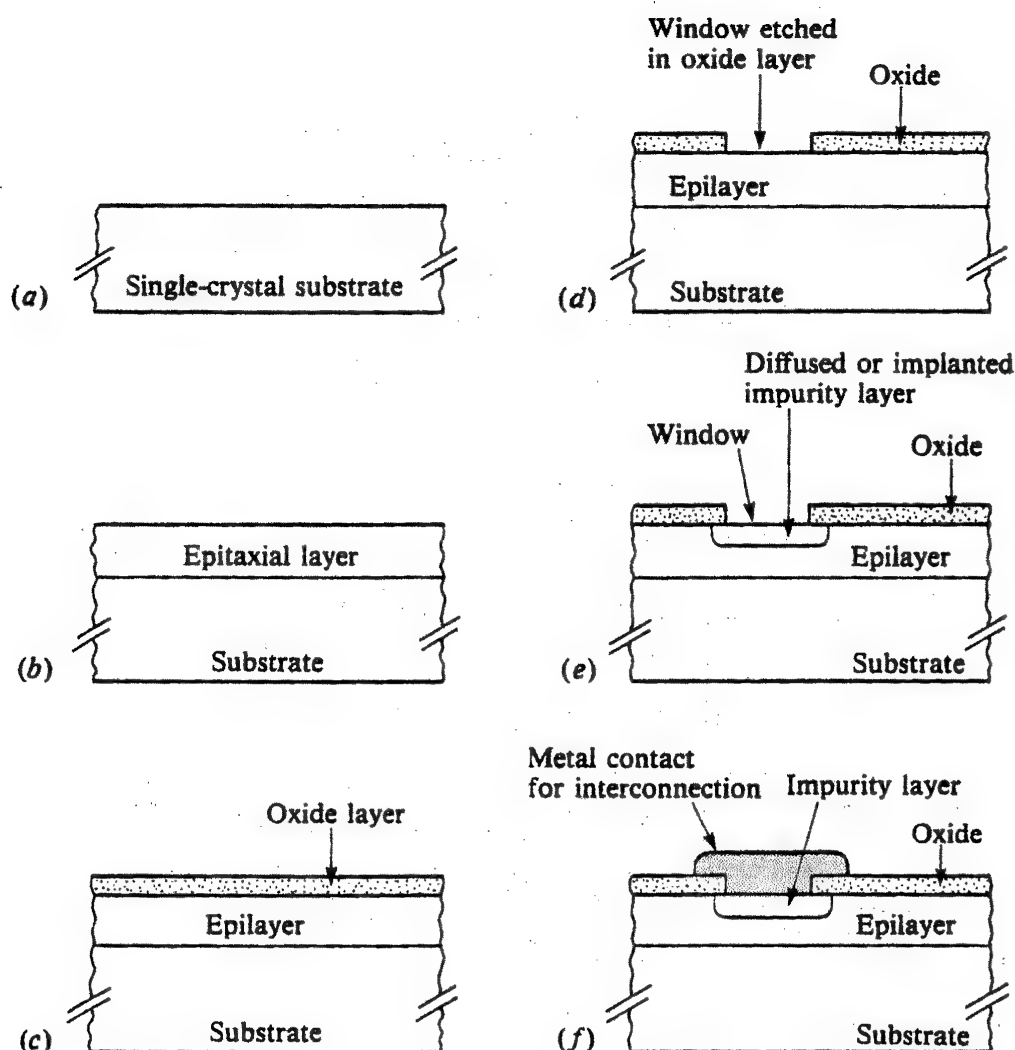 (a)
Single-crystal substrate
(b)
Epitaxial layer
Substrate
(c)
Oxide layer
Epilayer
Substrate
(d)
Window etched
in oxide layer
Oxide
Epilayer
Substrate
(e)
Diffused or implanted
impurity layer
Window
Oxide
Epilayer
Substrate
(f)
Metal contact
for interconnection
Impurity layer
Oxide
Epilayer
Substrate